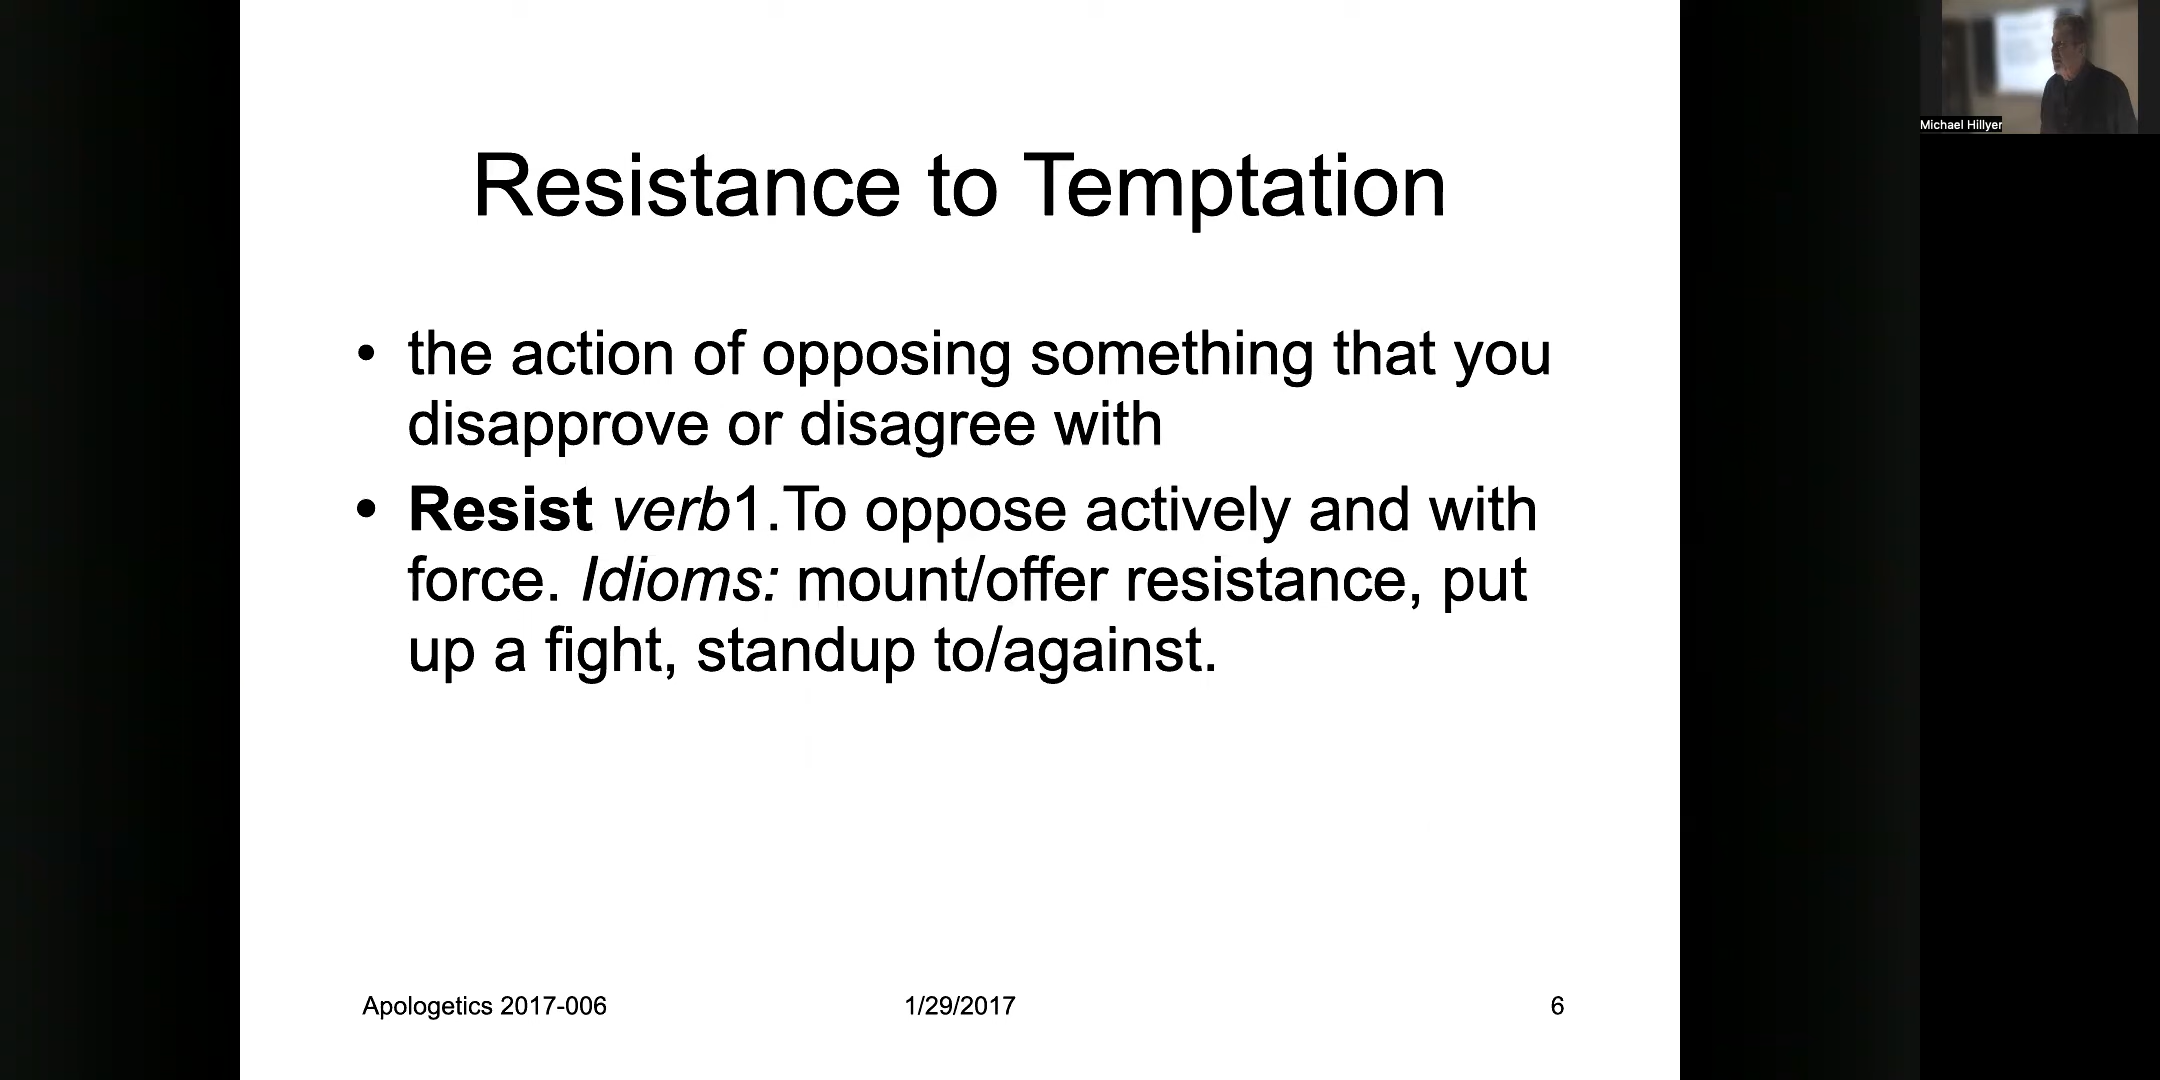 Resistance to Temptation
• the action of opposing something that you
disapprove or disagree with
• Resist verb1.To oppose actively and with
force. Idioms: mount/offer resistance, put
up a fight, standup to/against.
Apologetics 2017-006
1/29/2017
6
Michael Hillyer